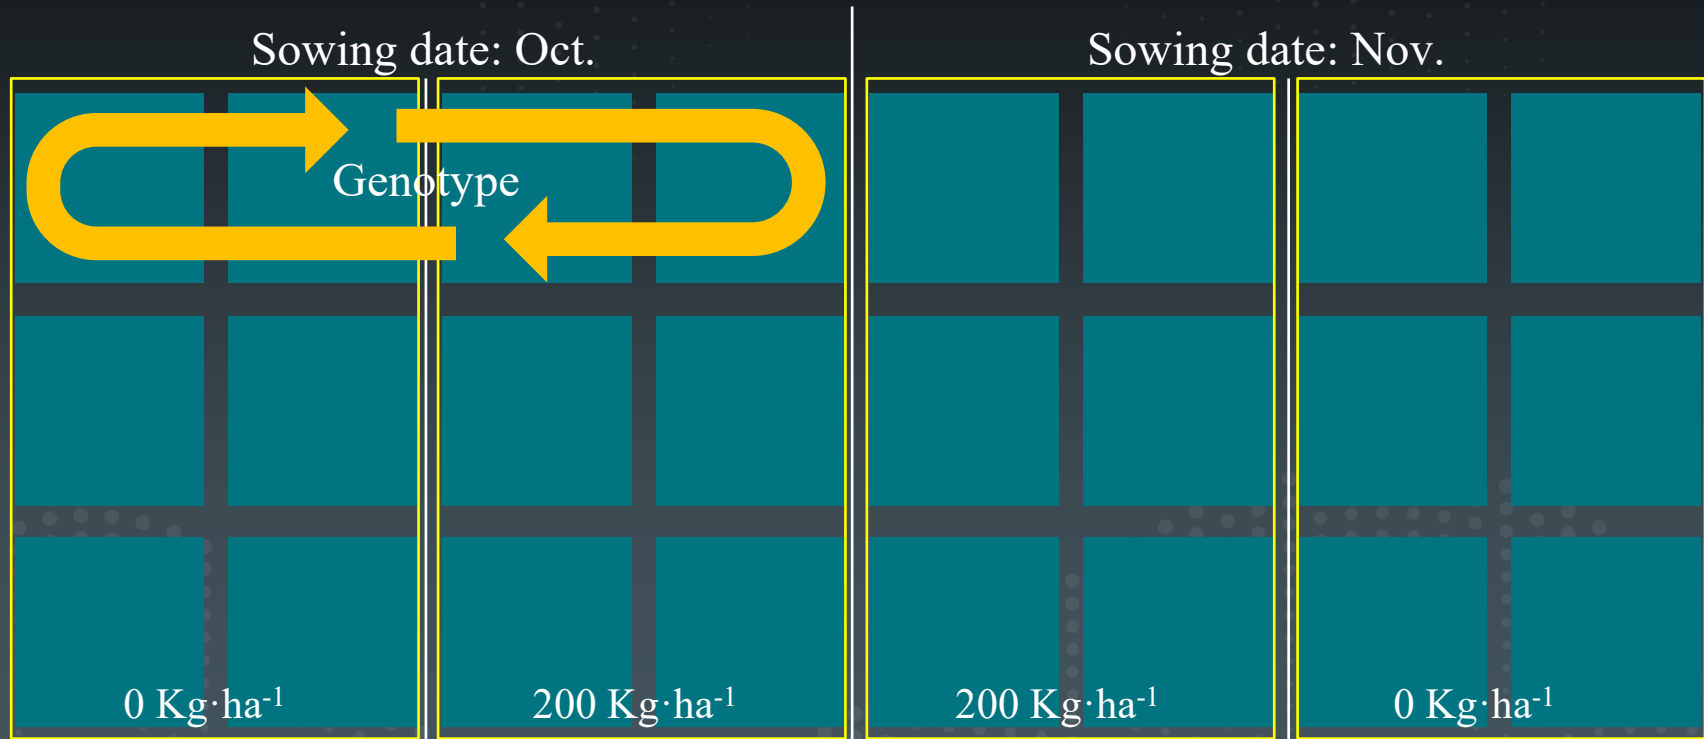 Sowing date: Oct.
Sowing date: Nov.
Genotype
0 Kg·ha⁻¹
200 Kg·ha⁻¹
200 Kg·ha⁻¹
0 Kg·ha⁻¹